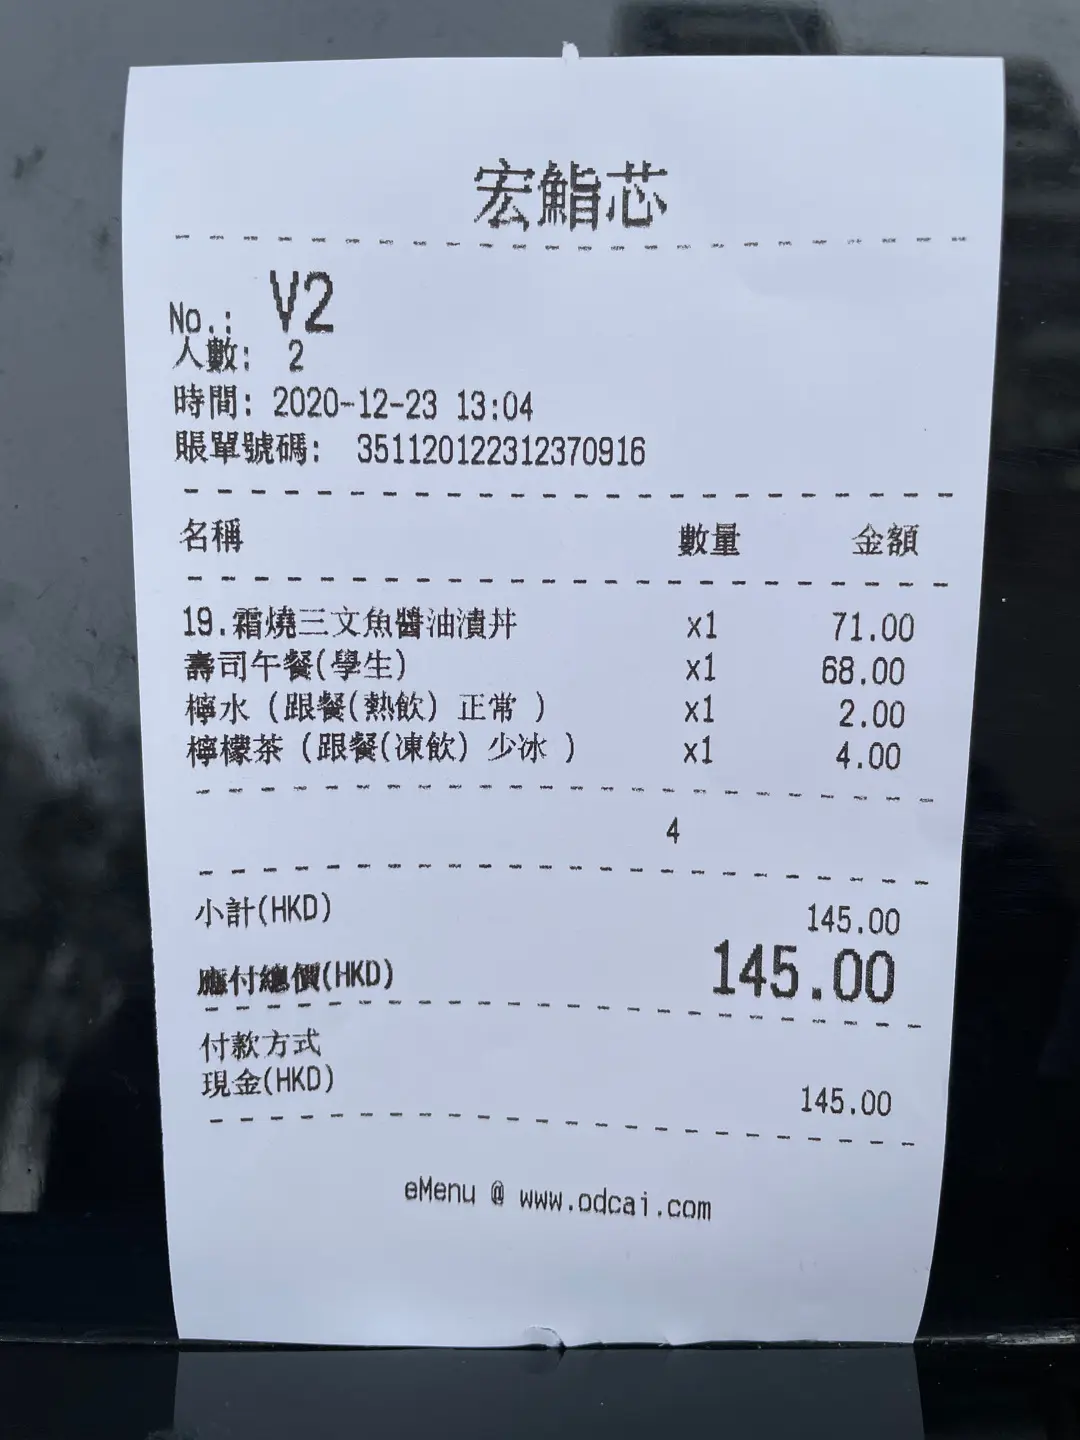 宏鮨芯
No.: V2
人數: 2
時間: 2020-12-23 13:04
賬單號碼: 351120122312370916
名稱 數量 金額
19.霜燒三文魚醬油漬丼 x1 71.00
壽司午餐(學生) x1 68.00
檸水 (跟餐(熱飲) 正常 ) x1 2.00
檸檬茶 (跟餐(凍飲) 少冰 ) x1 4.00
4
小計(HKD) 145.00
應付總價(HKD) 145.00
付款方式
現金(HKD) 145.00
eMenu @ www.odcai.com